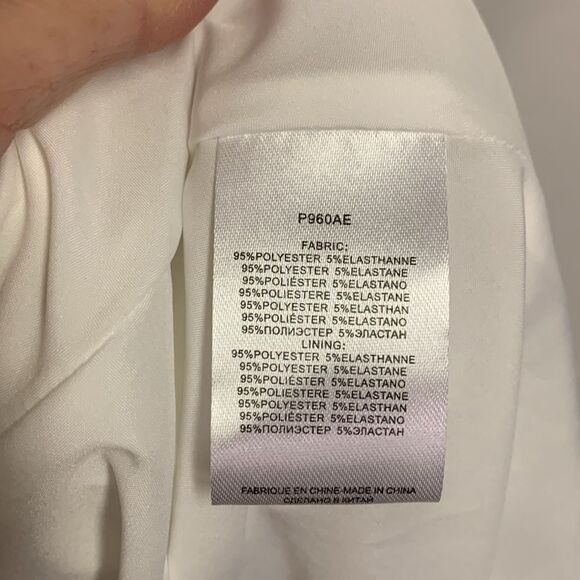 P960AE
FABRIC:
95%POLYESTER 5%ELASTHANNE
95%POLYESTER 5%ELASTANE
95%POLIÉSTER 5%ELASTANO
95%POLIESTERE 5%ELASTANE
95%POLYESTER 5%ELASTHAN
95%POLIÉSTER 5%ELASTANO
95%ПОЛИЭСТЕР 5%ЭЛАСТАН
LINING:
95%POLYESTER 5%ELASTHANNE
95%POLYESTER 5%ELASTANE
95%POLIÉSTER 5%ELASTANO
95%POLIESTERE 5%ELASTANE
95%POLYESTER 5%ELASTHAN
95%POLIÉSTER 5%ELASTANO
95%ПОЛИЭСТЕР 5%ЭЛАСТАН
FABRIQUE EN CHINE-MADE IN CHINA
СДЕЛАНО В КИТАЙ